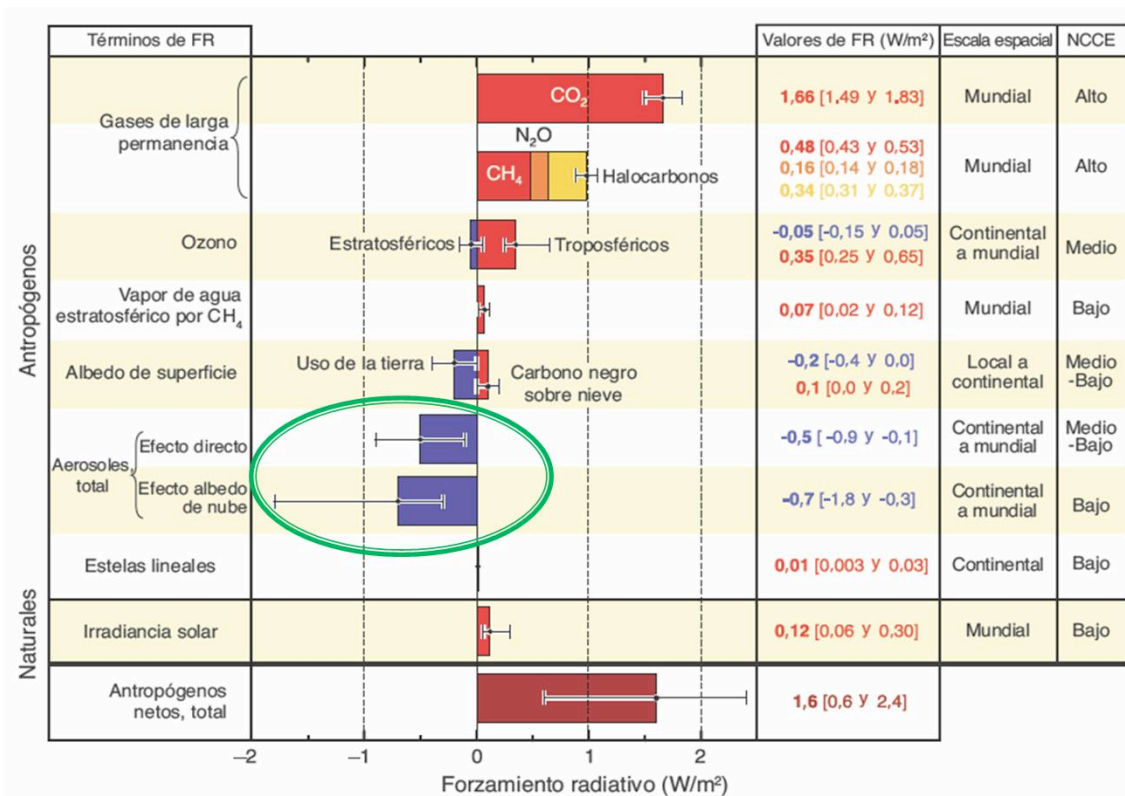 Términos de FR
Valores de FR (W/m²)
Escala espacial
NCCE
Antropógenos
Gases de larga
permanencia
CO₂
1,66 [1.49 y 1.83]
Mundial
Alto
N₂O
CH₄
Halocarbonos
0,48 [0.43 y 0.53]
0,16 [0.14 y 0.18]
0,34 [0.31 y 0.37]
Mundial
Alto
Ozono
Estratosféricos
Troposféricos
-0,05 [-0,15 y 0.05]
0,35 [0.25 y 0.65]
Continental
a mundial
Medio
Vapor de agua
estratosférico por CH₄
0,07 [0.02 y 0,12]
Mundial
Bajo
Albedo de superficie
Uso de la tierra
Carbono negro
sobre nieve
-0,2 [-0.4 y 0,0]
0,1 [0,0 y 0,2]
Local a
continental
Medio
-Bajo
Aerosoles,
total
Efecto directo
-0,5 [ -0,9 y -0,1]
Continental
a mundial
Medio
-Bajo
Efecto albedo
de nube
-0,7 [-1,8 y -0,3]
Continental
a mundial
Bajo
Estelas lineales
0,01 [0,003 y 0,03]
Continental
Bajo
Naturales
Irradiancia solar
0,12 [0,06 y 0,30]
Mundial
Bajo
Antropógenos
netos, total
1,6 [0,6 y 2,4]
−2 −1 0 1 2
Forzamiento radiativo (W/m²)